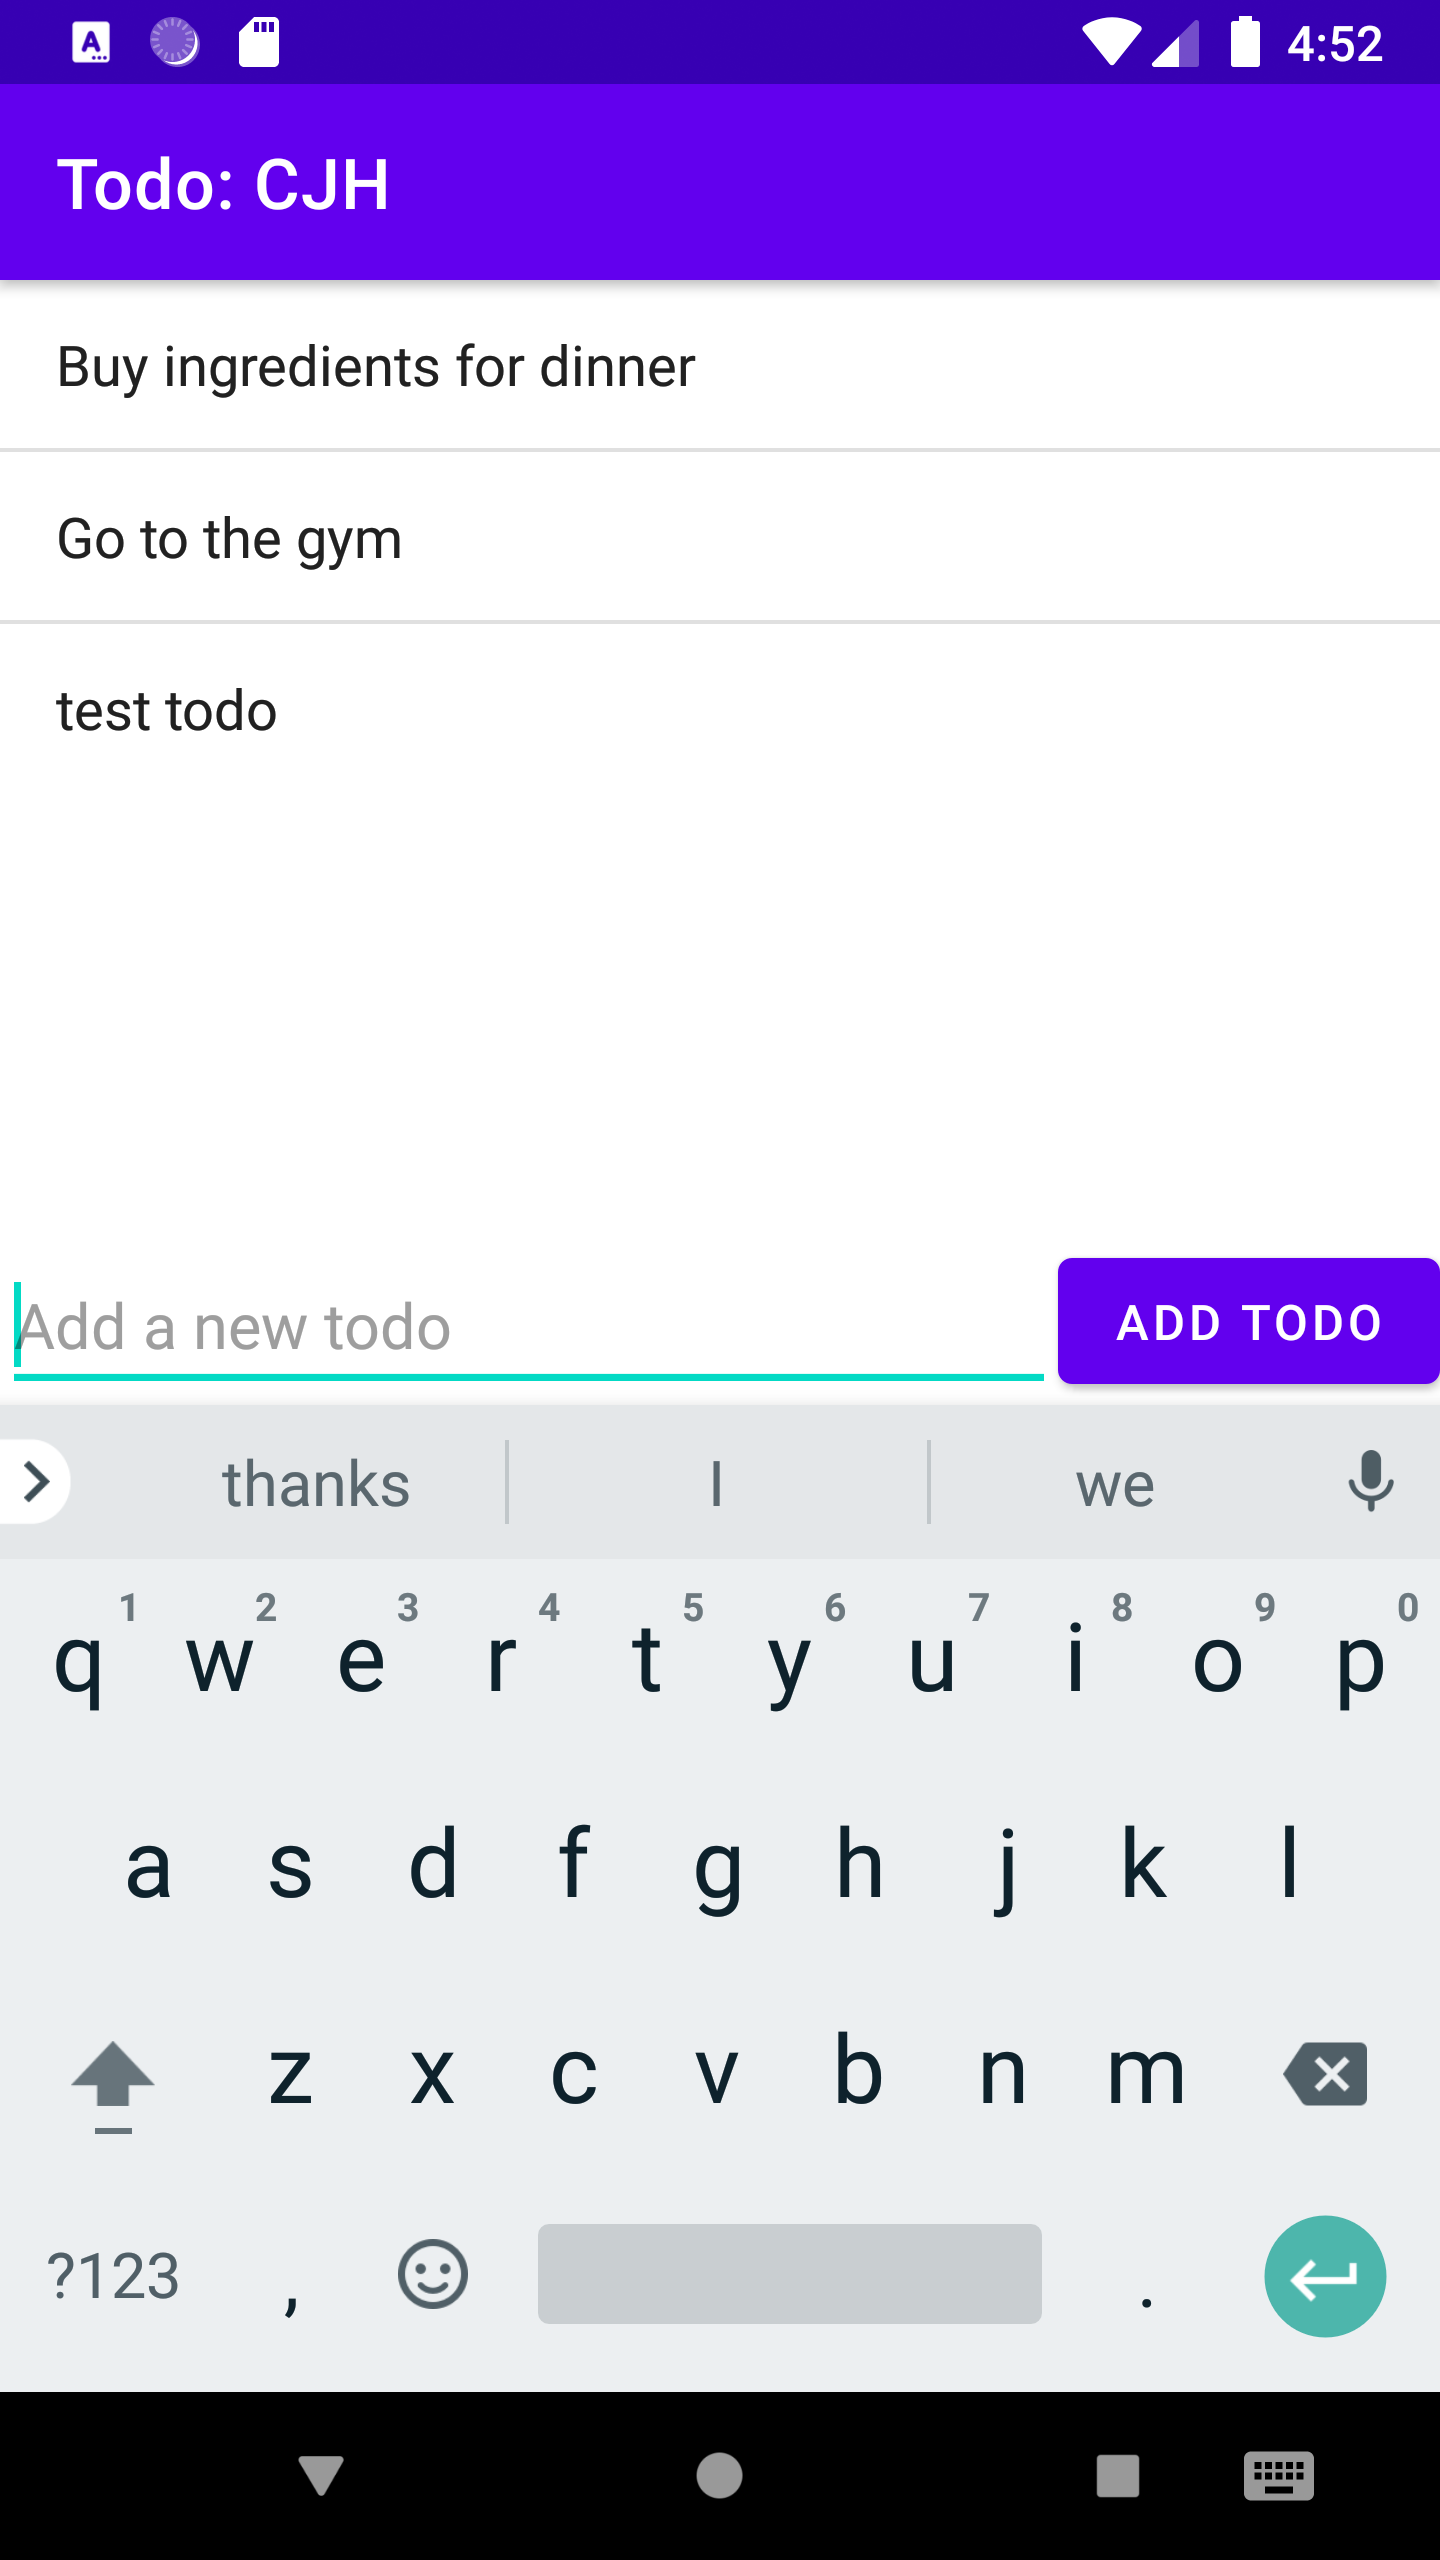 4:52
Todo: CJH
Buy ingredients for dinner
Go to the gym
test todo
Add a new todo
ADD TODO
thanks I we
1 2 3 4 5 6 7 8 9 0
q w e r t y u i o p
a s d f g h j k l
z x c v b n m
?123 , .